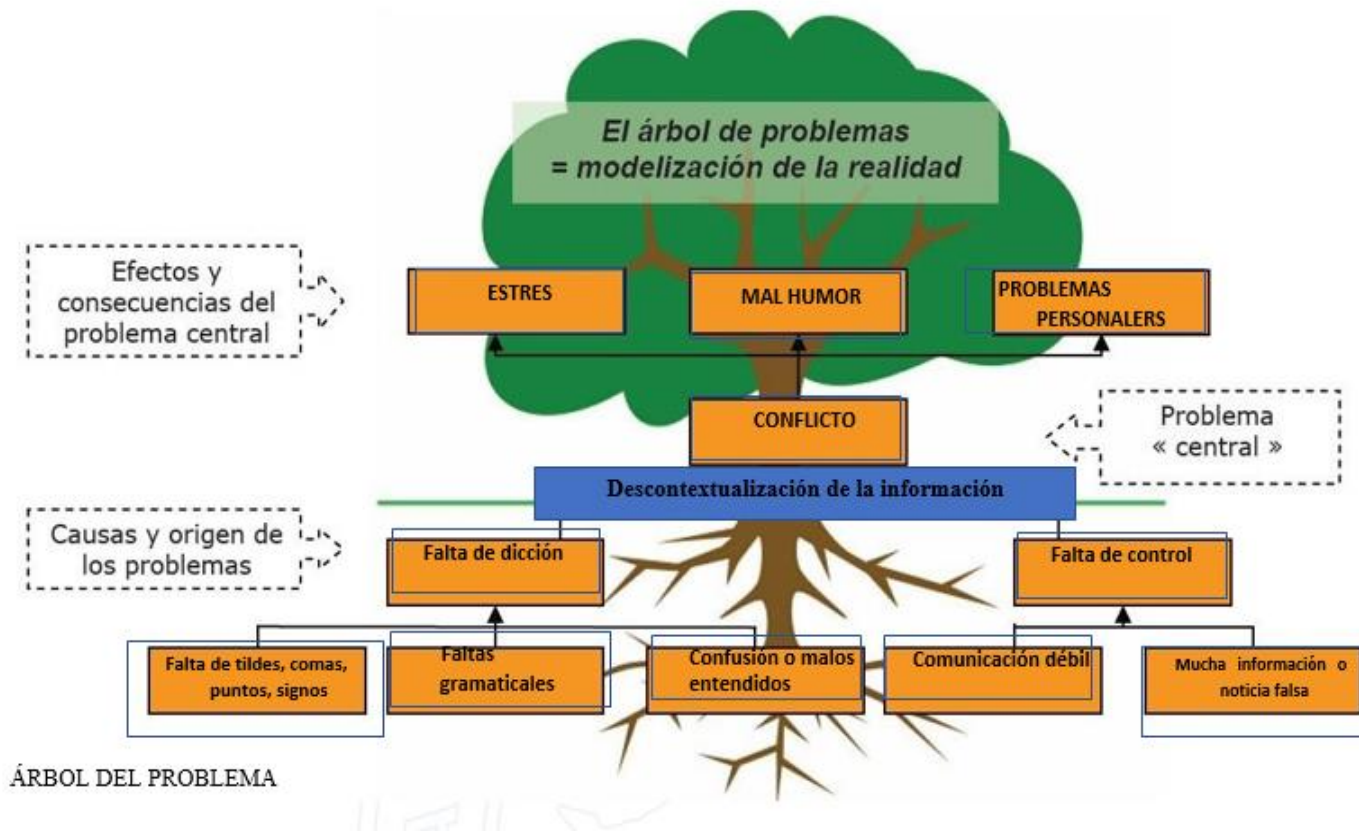 El árbol de problemas
= modelización de la realidad
Efectos y
consecuencias del
problema central
ESTRES
MAL HUMOR
PROBLEMAS
PERSONALERS
CONFLICTO
Problema
« central »
Descontextualización de la información
Causas y origen de
los problemas
Falta de dicción
Falta de control
Falta de tildes, comas,
puntos, signos
Faltas
gramaticales
Confusión o malos
entendidos
Comunicación débil
Mucha información o
noticia falsa
ÁRBOL DEL PROBLEMA